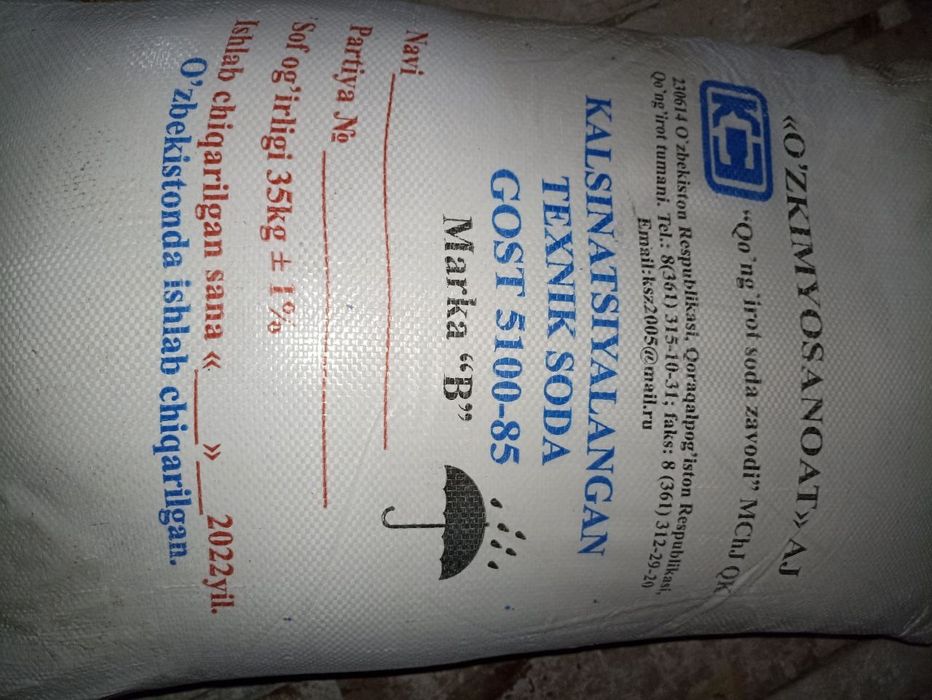 «O'ZKIMYOSANOAT» AJ
"Qo'ng'irot soda zavodi" MChJ QK
230614 O'zbekiston Respublikasi, Qoraqalpog'iston Respublikasi,
Qo'ng'irot tumani. Tel.: 8(361) 315-10-31; faks: 8 (361) 312-29-20
Email:ksz2005@mail.ru
KALSINATSIYALANGAN
TEXNIK SODA
GOST 5100-85
Marka "B"
Navi
Partiya №
Sof og'irligi 35kg ± 1%
Ishlab chiqarilgan sana « » 2022yil.
O'zbekistonda ishlab chiqarilgan.